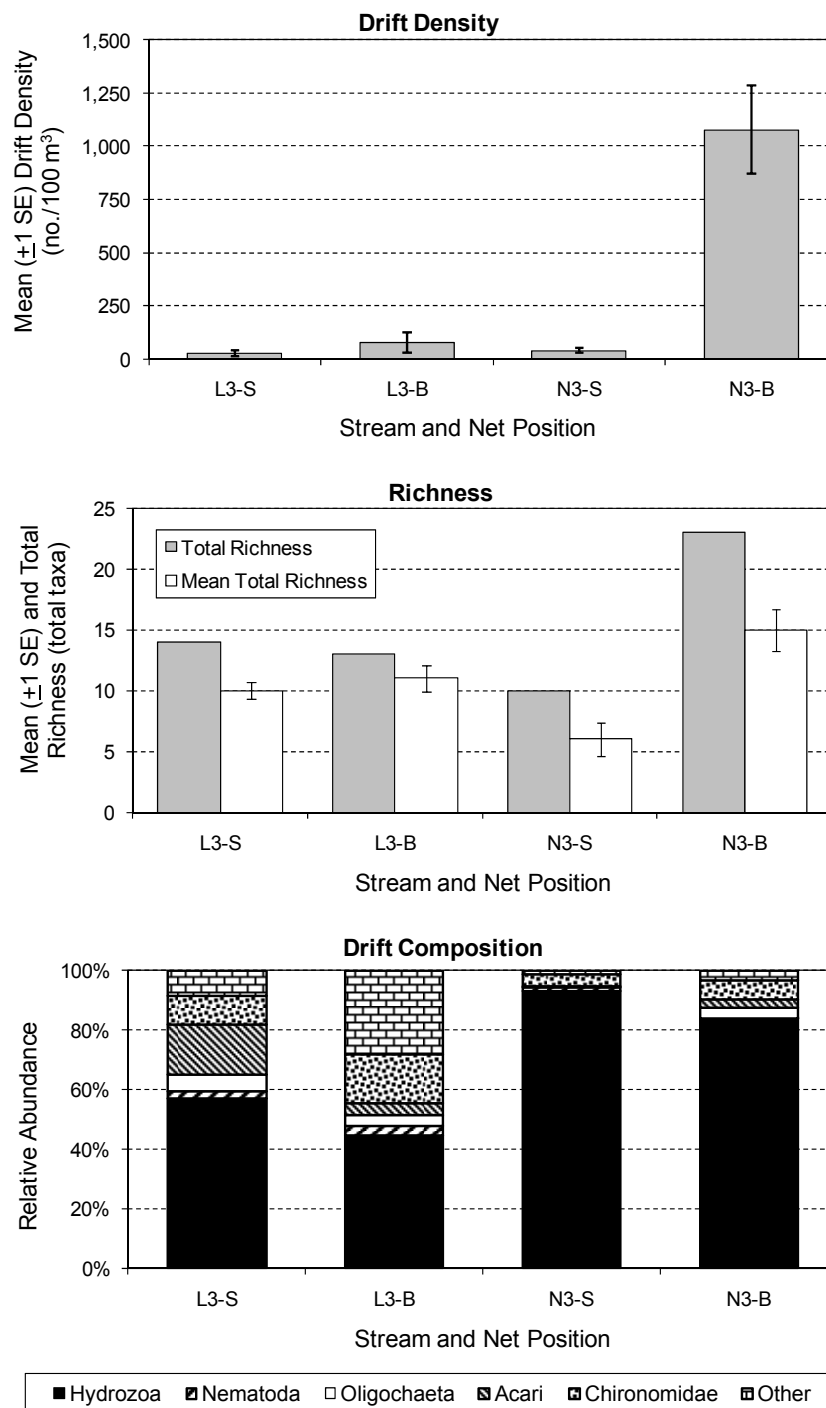 Drift Density
Mean (±1 SE) Drift Density
(no./100 m³)
1,500
1,250
1,000
750
500
250
0
L3-S L3-B N3-S N3-B
Stream and Net Position
Richness
Mean (±1 SE) and Total
Richness (total taxa)
25
20
15
10
5
0
Total Richness
Mean Total Richness
L3-S L3-B N3-S N3-B
Stream and Net Position
Drift Composition
Relative Abundance
100%
80%
60%
40%
20%
0%
L3-S L3-B N3-S N3-B
Stream and Net Position
Hydrozoa Nematoda Oligochaeta Acari Chironomidae Other